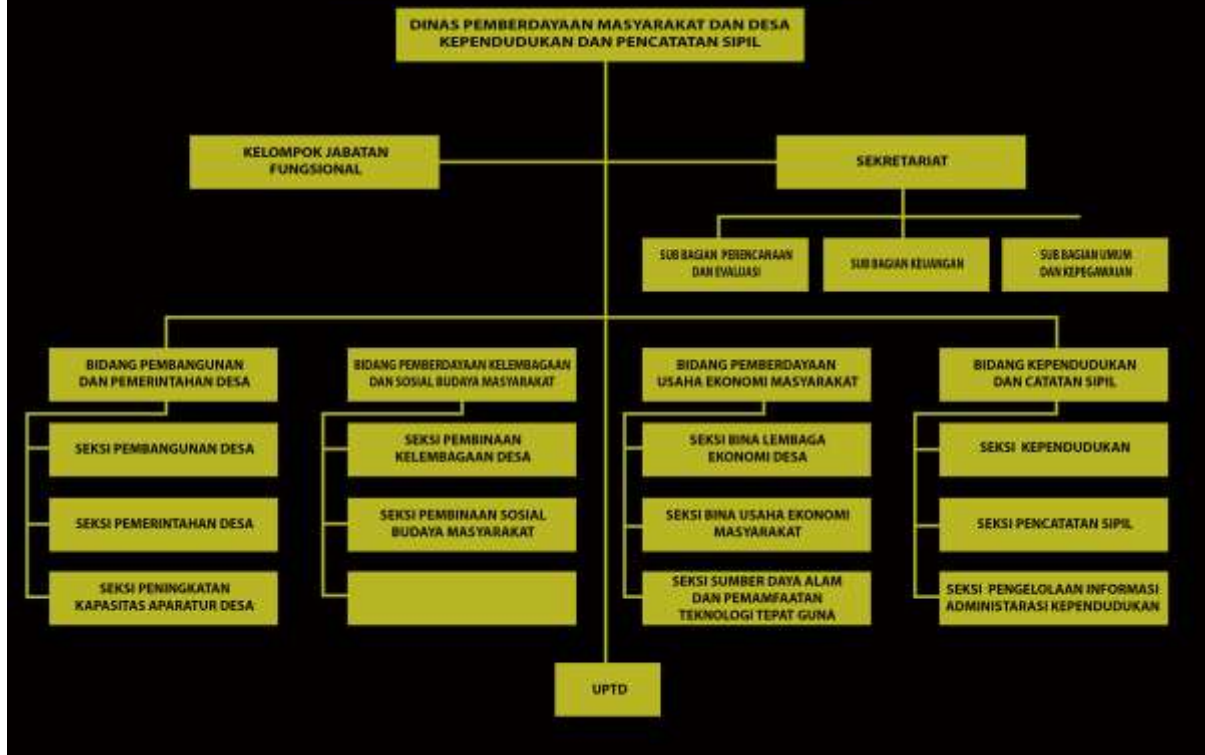 DINAS PEMBERDAYAAN MASYARAKAT DAN DESA
KEPENDUDUKAN DAN PENCATATAN SIPIL
KELOMPOK JABATAN
FUNGSIONAL
SEKRETARIAT
SUB BAGIAN PERENCANAAN
DAN EVALUASI
SUB BAGIAN KEUANGAN
SUB BAGIAN UMUM
DAN KEPEGAWAIAN
BIDANG PEMBANGUNAN
DAN PEMERINTAHAN DESA
SEKSI PEMBANGUNAN DESA
SEKSI PEMERINTAHAN DESA
SEKSI PENINGKATAN
KAPASITAS APARATUR DESA
BIDANG PEMBERDAYAAN KELEMBAGAAN
DAN SOSIAL BUDAYA MASYARAKAT
SEKSI PEMBINAAN
KELEMBAGAAN DESA
SEKSI PEMBINAAN SOSIAL
BUDAYA MASYARAKAT
BIDANG PEMBERDAYAAN
USAHA EKONOMI MASYARAKAT
SEKSI BINA LEMBAGA
EKONOMI DESA
SEKSI BINA USAHA EKONOMI
MASYARAKAT
SEKSI SUMBER DAYA ALAM
DAN PEMAMFAATAN
TEKNOLOGI TEPAT GUNA
BIDANG KEPENDUDUKAN
DAN CATATAN SIPIL
SEKSI KEPENDUDUKAN
SEKSI PENCATATAN SIPIL
SEKSI PENGELOLAAN INFORMASI
ADMINISTARASI KEPENDUDUKAN
UPTD